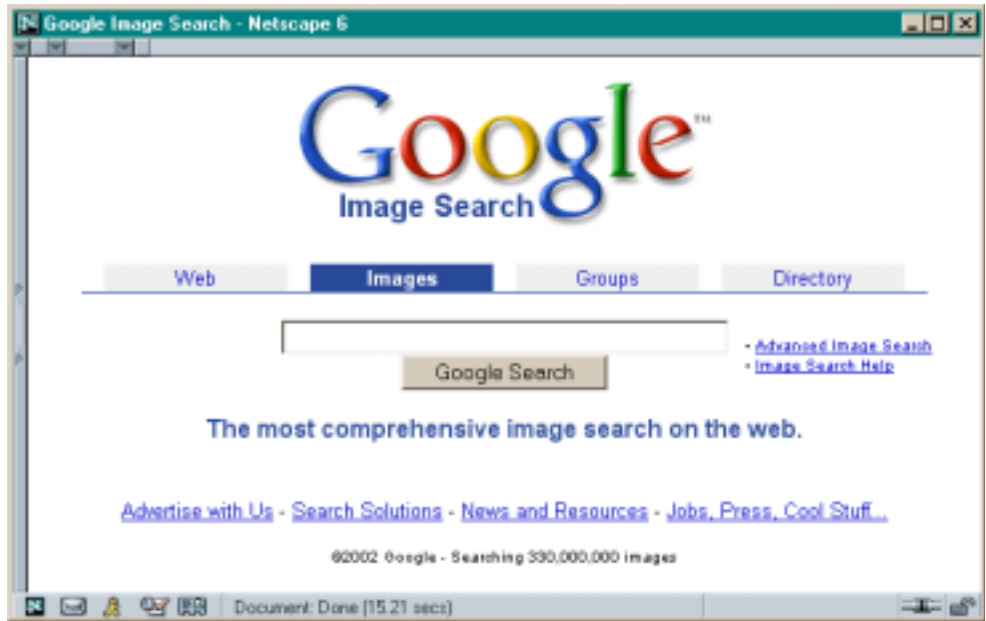 Google Image Search - Netscape 6
Google™
Image Search
Web Images Groups Directory
- Advanced Image Search
Google Search
- Image Search Help
The most comprehensive image search on the web.
Advertise with Us - Search Solutions - News and Resources - Jobs, Press, Cool Stuff...
©2002 Google - Searching 330,000,000 images
Document: Done (15.21 secs)